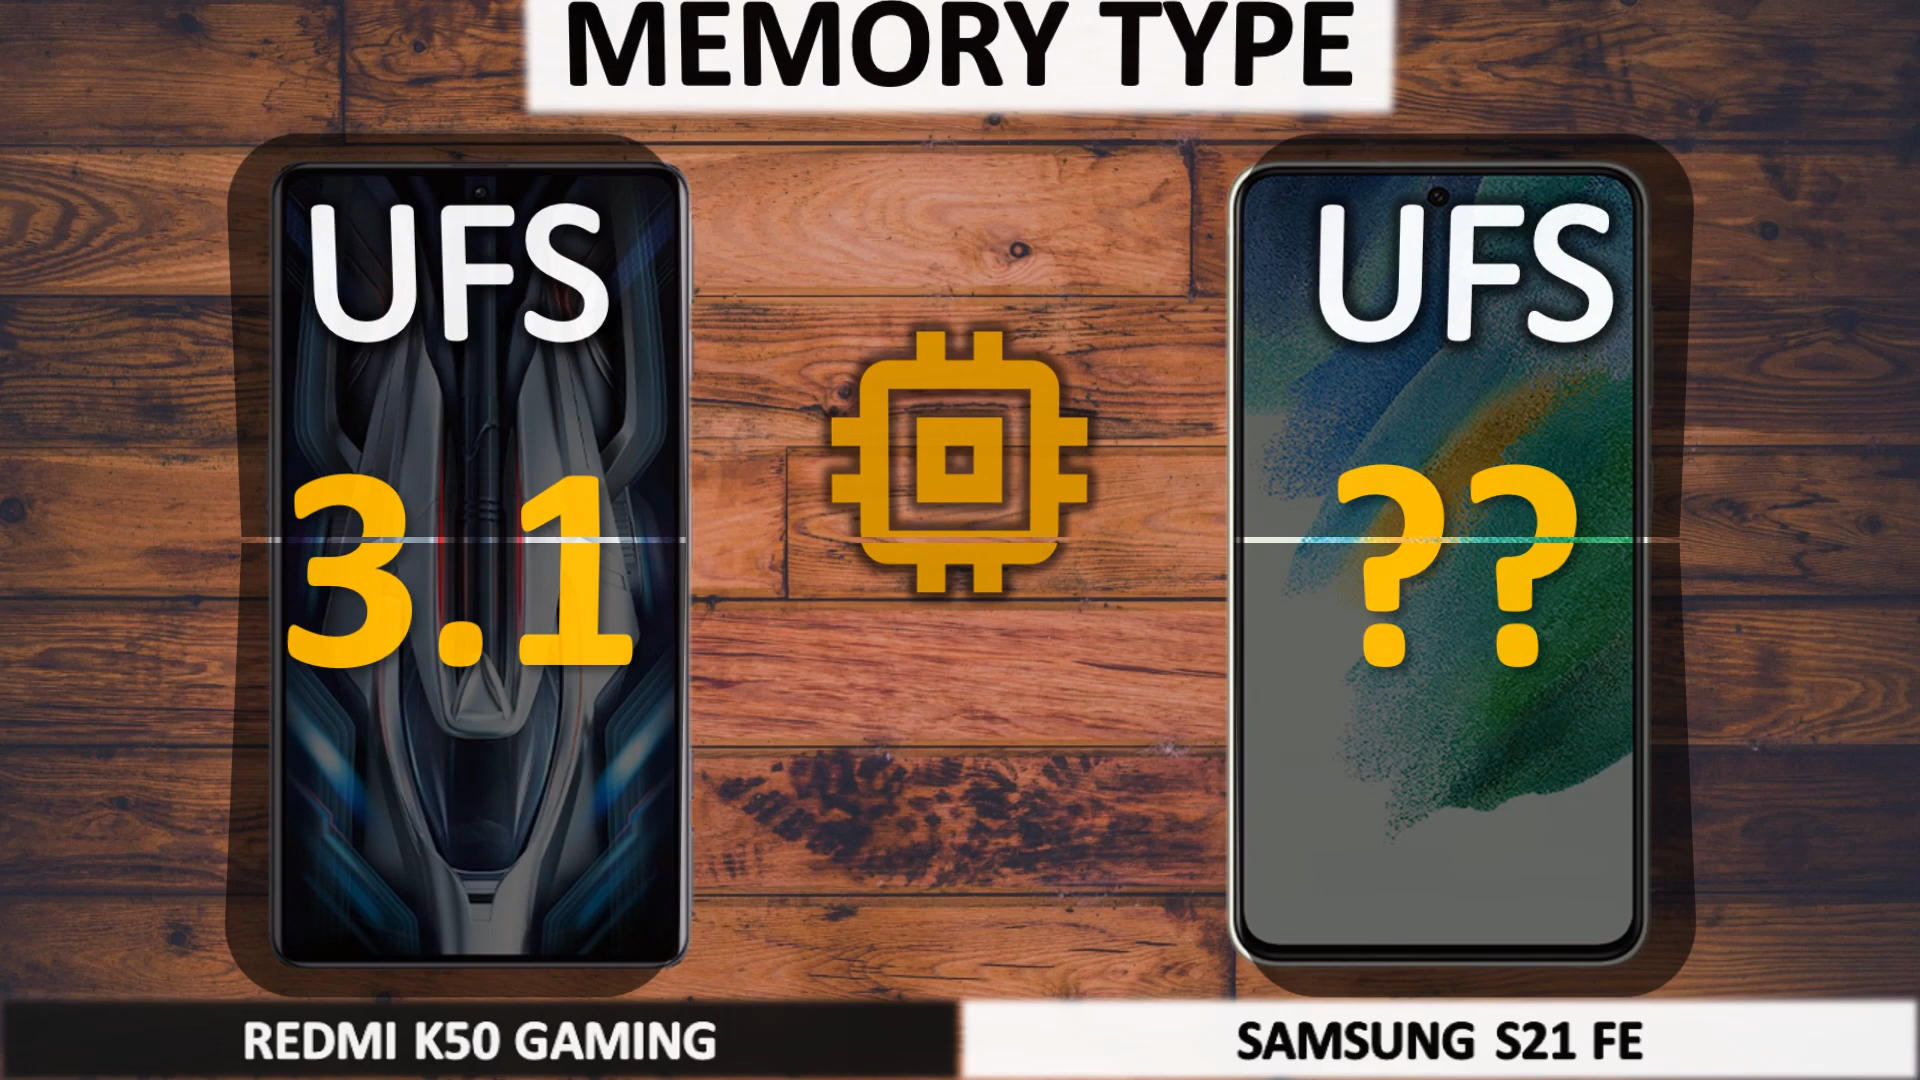 MEMORY TYPE
UFS
3.1
UFS
??
REDMI K50 GAMING
SAMSUNG S21 FE